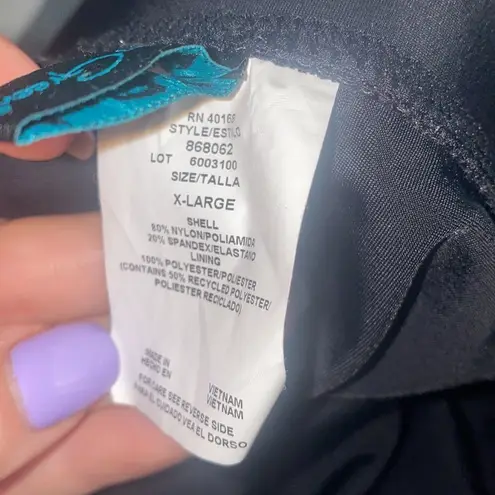 RN 40166
STYLE/ESTILO
868062
LOT 6003100
SIZE/TALLA
X-LARGE
SHELL
80% NYLON/POLIAMIDA
20% SPANDEX/ELASTANO
LINING
100% POLYESTER/POLIESTER
(CONTAINS 50% RECYCLED POLYESTER/
POLIESTER RECICLADO)
MADE IN VIETNAM
HECHO EN VIETNAM
FOR CARE SEE REVERSE SIDE
PARA EL CUIDADO VEA EL DORSO